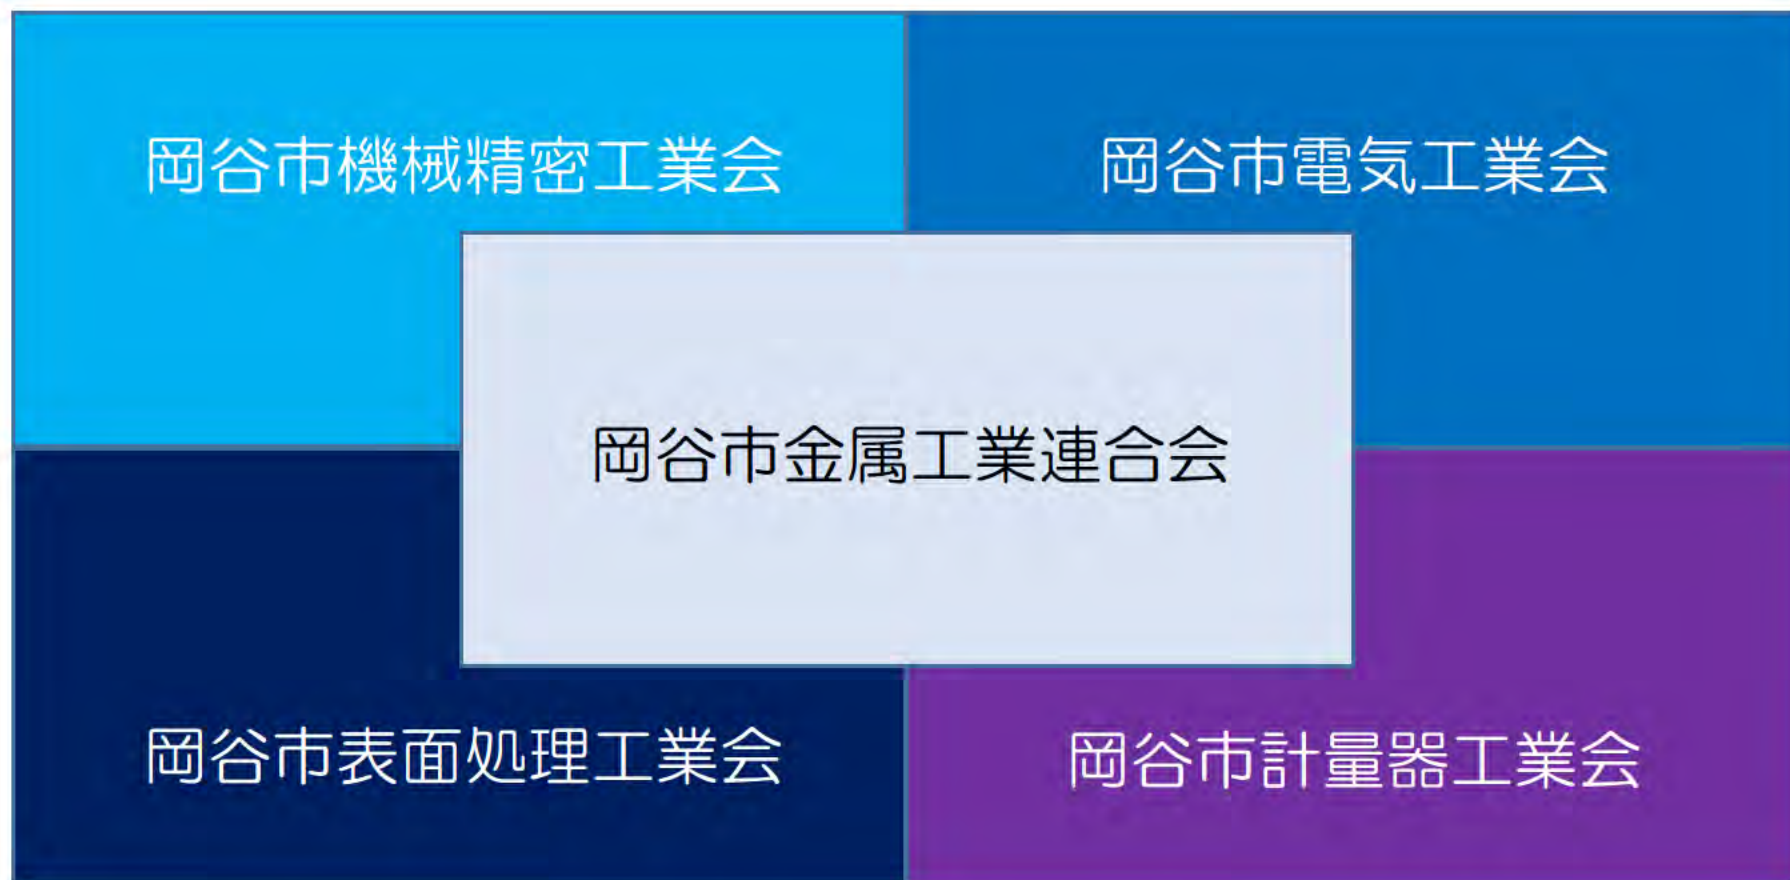 岡谷市機械精密工業会
岡谷市電気工業会
岡谷市金属工業連合会
岡谷市表面処理工業会
岡谷市計量器工業会